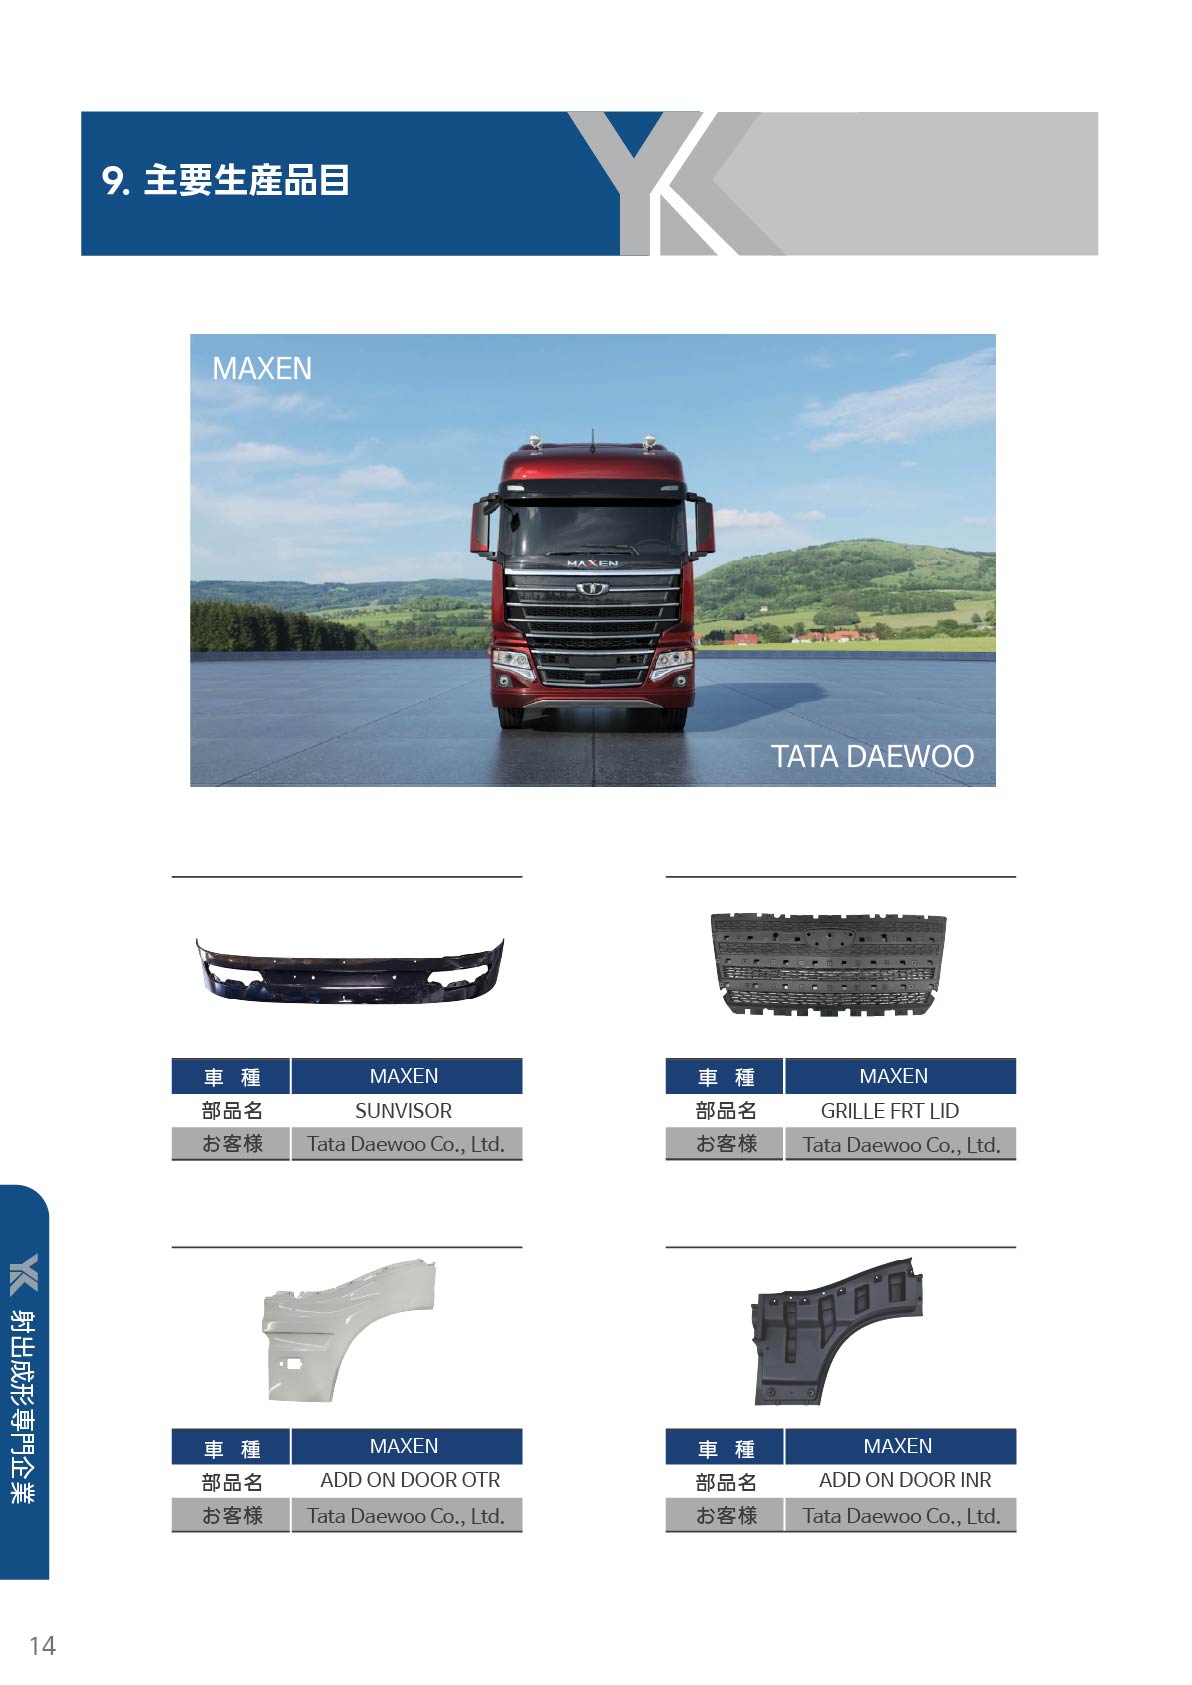 9. 主要生産品目
YK
MAXEN
MAXEN
TATA DAEWOO
車 種 MAXEN
部品名 SUNVISOR
お客様 Tata Daewoo Co., Ltd.
車 種 MAXEN
部品名 GRILLE FRT LID
お客様 Tata Daewoo Co., Ltd.
車 種 MAXEN
部品名 ADD ON DOOR OTR
お客様 Tata Daewoo Co., Ltd.
車 種 MAXEN
部品名 ADD ON DOOR INR
お客様 Tata Daewoo Co., Ltd.
YK 射出成形専門企業
14